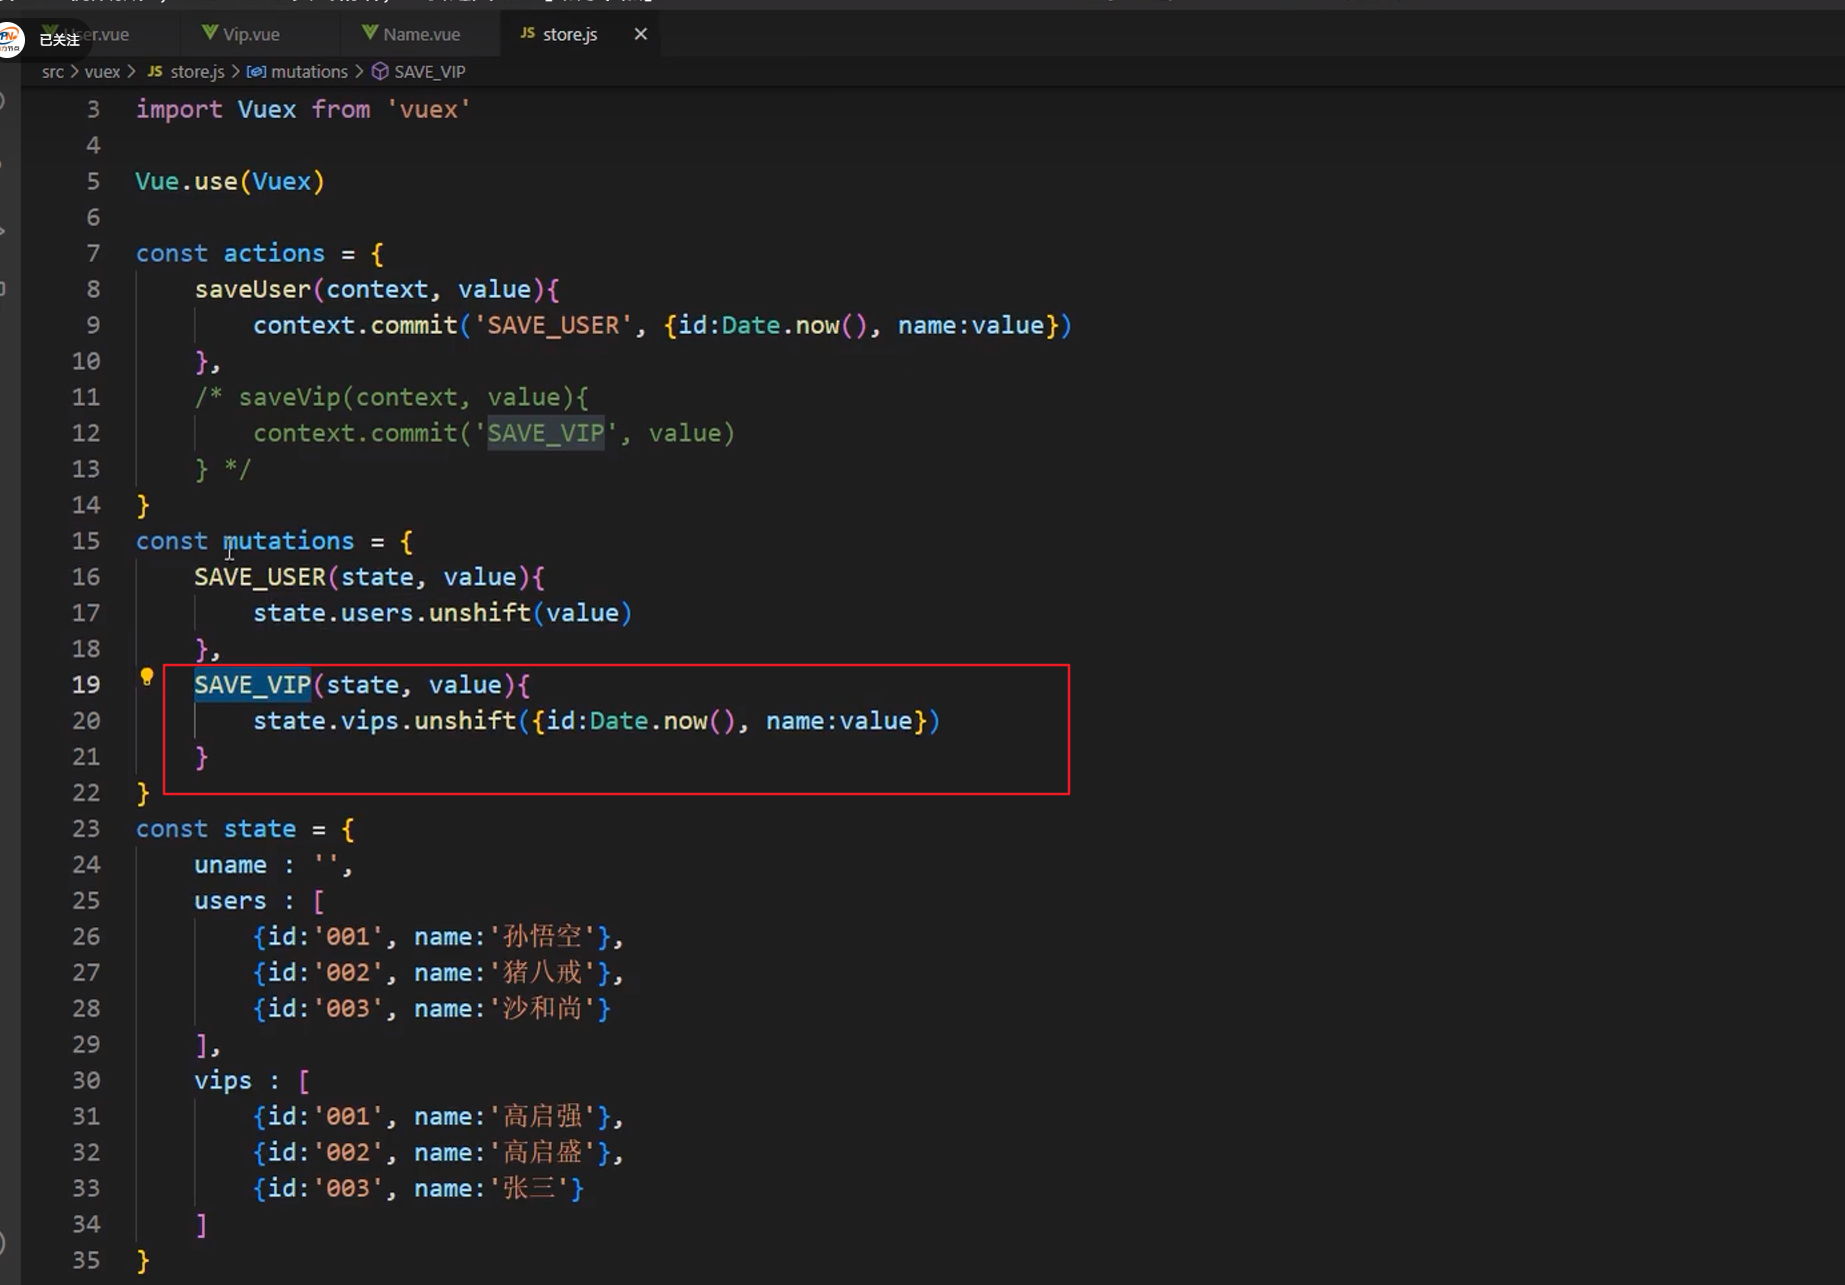 已关注
User.vue Vip.vue Name.vue JS store.js
src > vuex > JS store.js > mutations > SAVE_VIP
3 import Vuex from 'vuex'
4
5 Vue.use(Vuex)
6
7 const actions = {
8 saveUser(context, value){
9 context.commit('SAVE_USER', {id:Date.now(), name:value})
10 },
11 /* saveVip(context, value){
12 context.commit('SAVE_VIP', value)
13 } */
14 }
15 const mutations = {
16 SAVE_USER(state, value){
17 state.users.unshift(value)
18 },
19 SAVE_VIP(state, value){
20 state.vips.unshift({id:Date.now(), name:value})
21 }
22 }
23 const state = {
24 uname : '',
25 users : [
26 {id:'001', name:'孙悟空'},
27 {id:'002', name:'猪八戒'},
28 {id:'003', name:'沙和尚'}
29 ],
30 vips : [
31 {id:'001', name:'高启强'},
32 {id:'002', name:'高启盛'},
33 {id:'003', name:'张三'}
34 ]
35 }